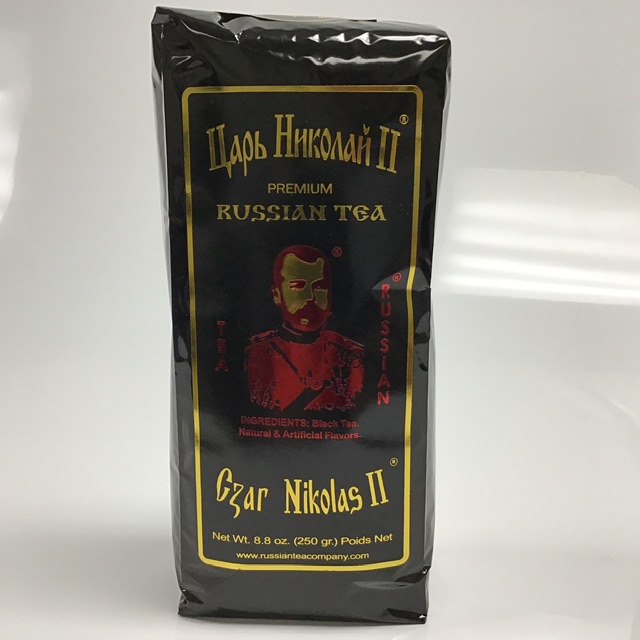 Царь Николай II®
PREMIUM
RUSSIAN TEA
®
TEA
RUSSIAN®
INGREDIENTS: Black Tea.
Natural & Artificial Flavors.
Czar Nikolas II®
Net Wt. 8.8 oz. (250 gr.) Poids Net
www.russianteacompany.com